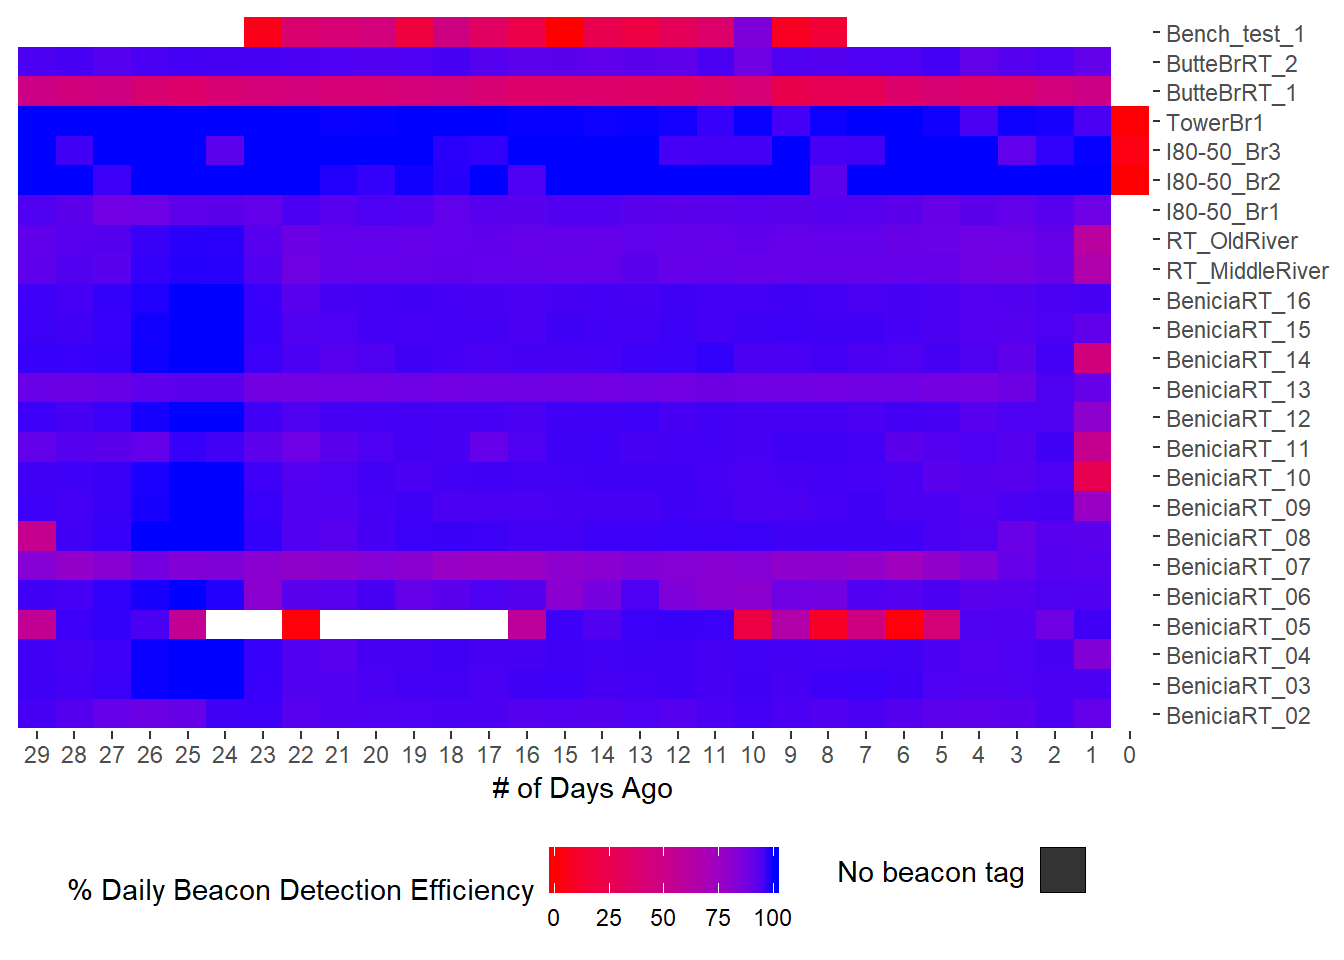 Bench_test_1
ButteBrRT_2
ButteBrRT_1
TowerBr1
I80-50_Br3
I80-50_Br2
I80-50_Br1
RT_OldRiver
RT_MiddleRiver
BeniciaRT_16
BeniciaRT_15
BeniciaRT_14
BeniciaRT_13
BeniciaRT_12
BeniciaRT_11
BeniciaRT_10
BeniciaRT_09
BeniciaRT_08
BeniciaRT_07
BeniciaRT_06
BeniciaRT_05
BeniciaRT_04
BeniciaRT_03
BeniciaRT_02
29 28 27 26 25 24 23 22 21 20 19 18 17 16 15 14 13 12 11 10 9 8 7 6 5 4 3 2 1 0
# of Days Ago
% Daily Beacon Detection Efficiency
0 25 50 75 100
No beacon tag